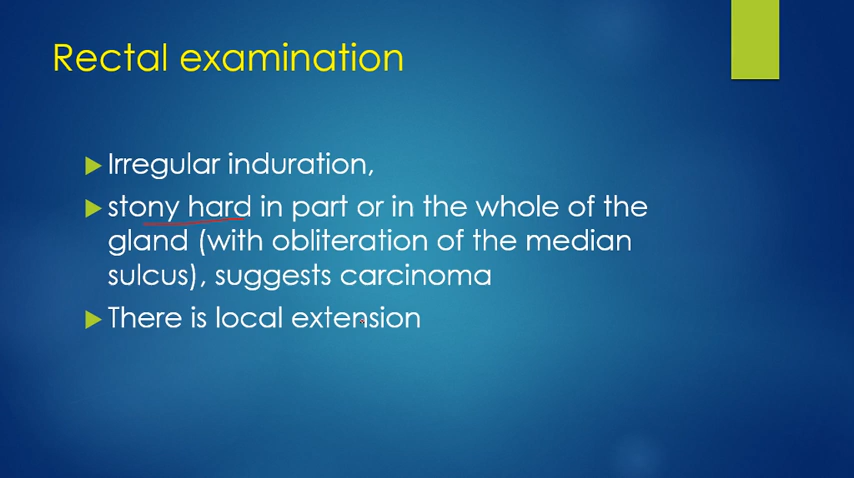 Rectal examination
Irregular induration,
stony hard in part or in the whole of the
gland (with obliteration of the median
sulcus), suggests carcinoma
There is local extension